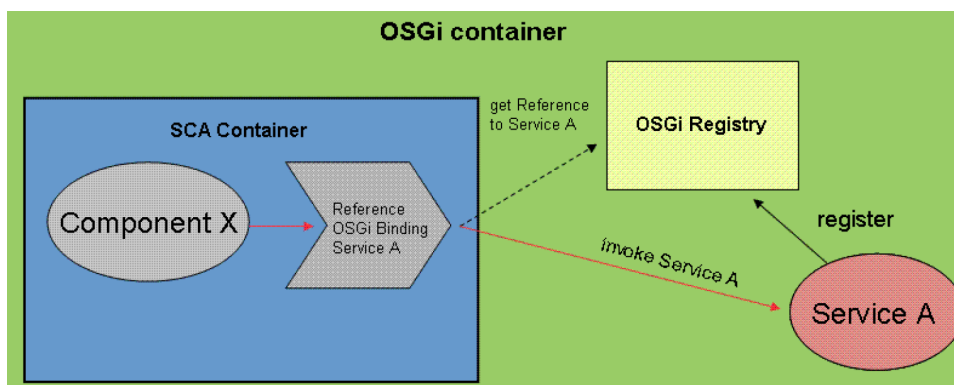 OSGi container
get Reference
to Service A
OSGi Registry
SCA Container
Component X
Reference
OSGi Binding
Service A
register
invoke Service A
Service A